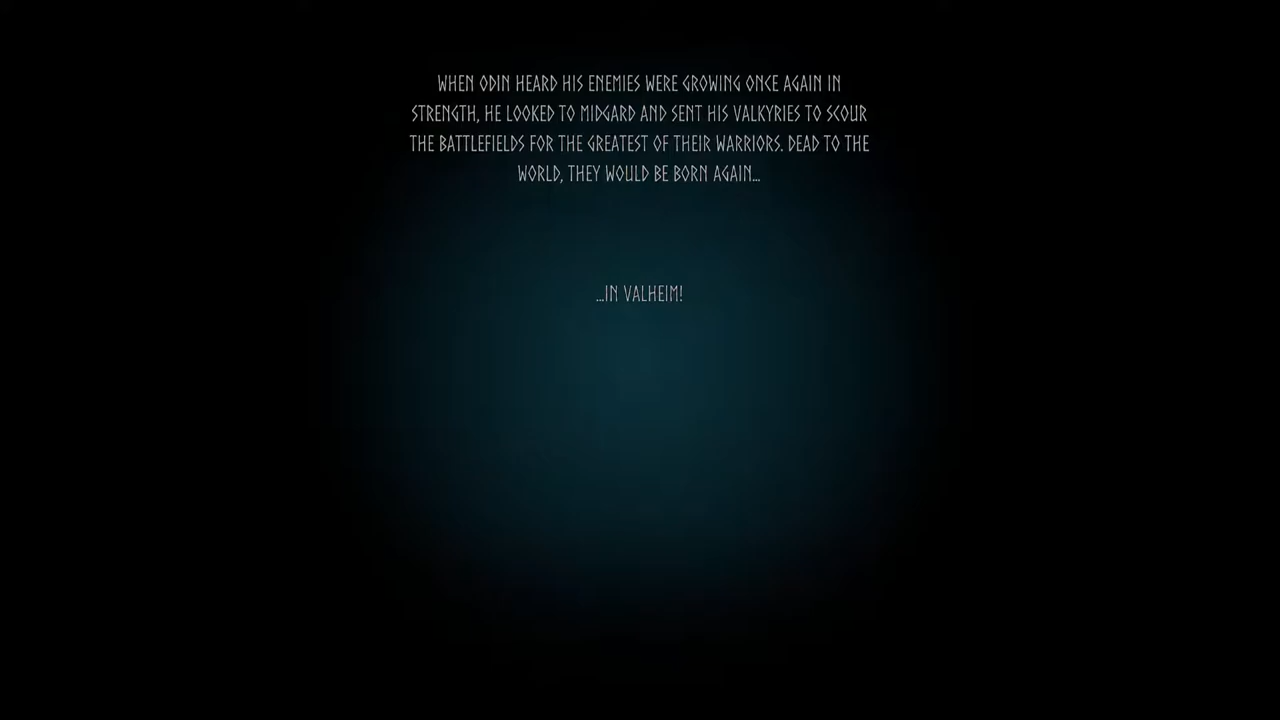 WHEN ODIN HEARD HIS ENEMIES WERE GROWING ONCE AGAIN IN
STRENGTH, HE LOOKED TO MIDGARD AND SENT HIS VALKYRIES TO SCOUR
THE BATTLEFIELDS FOR THE GREATEST OF THEIR WARRIORS. DEAD TO THE
WORLD, THEY WOULD BE BORN AGAIN...
...IN VALHEIM!